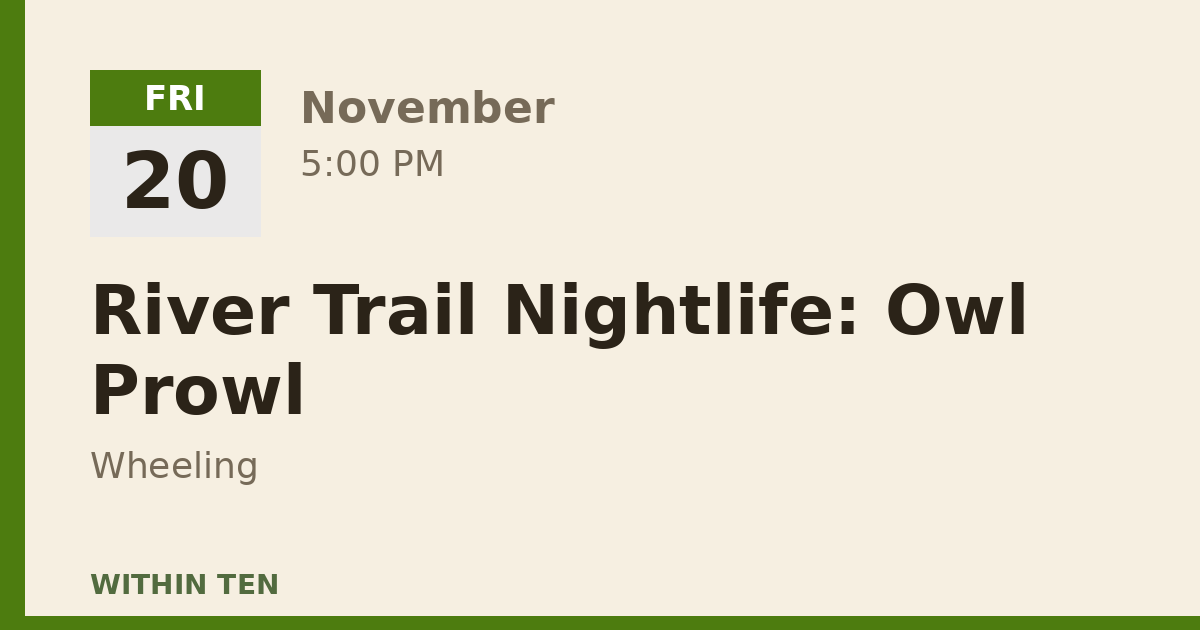 FRI
20
November
5:00 PM
River Trail Nightlife: Owl
Prowl
Wheeling
WITHIN TEN